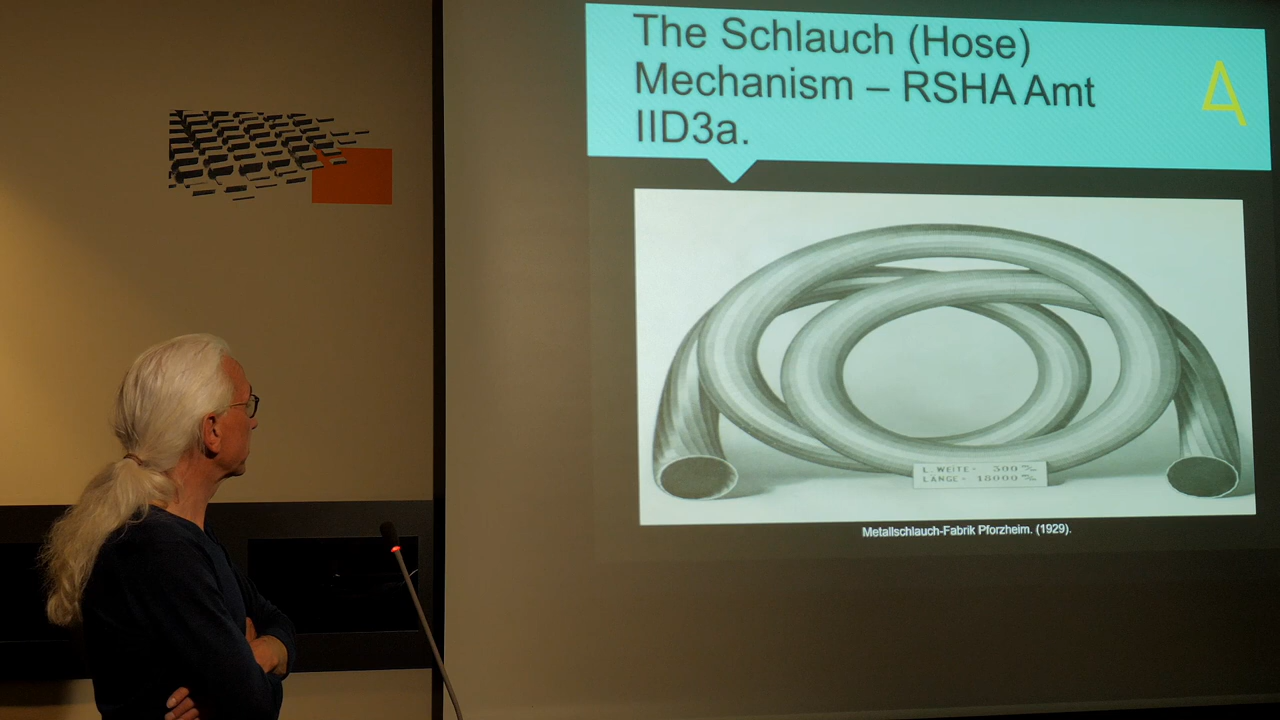 The Schlauch (Hose)
Mechanism – RSHA Amt
IID3a.
L. WEITE - 300 m/m
LÄNGE - 18000 m/m
Metallschlauch-Fabrik Pforzheim. (1929).